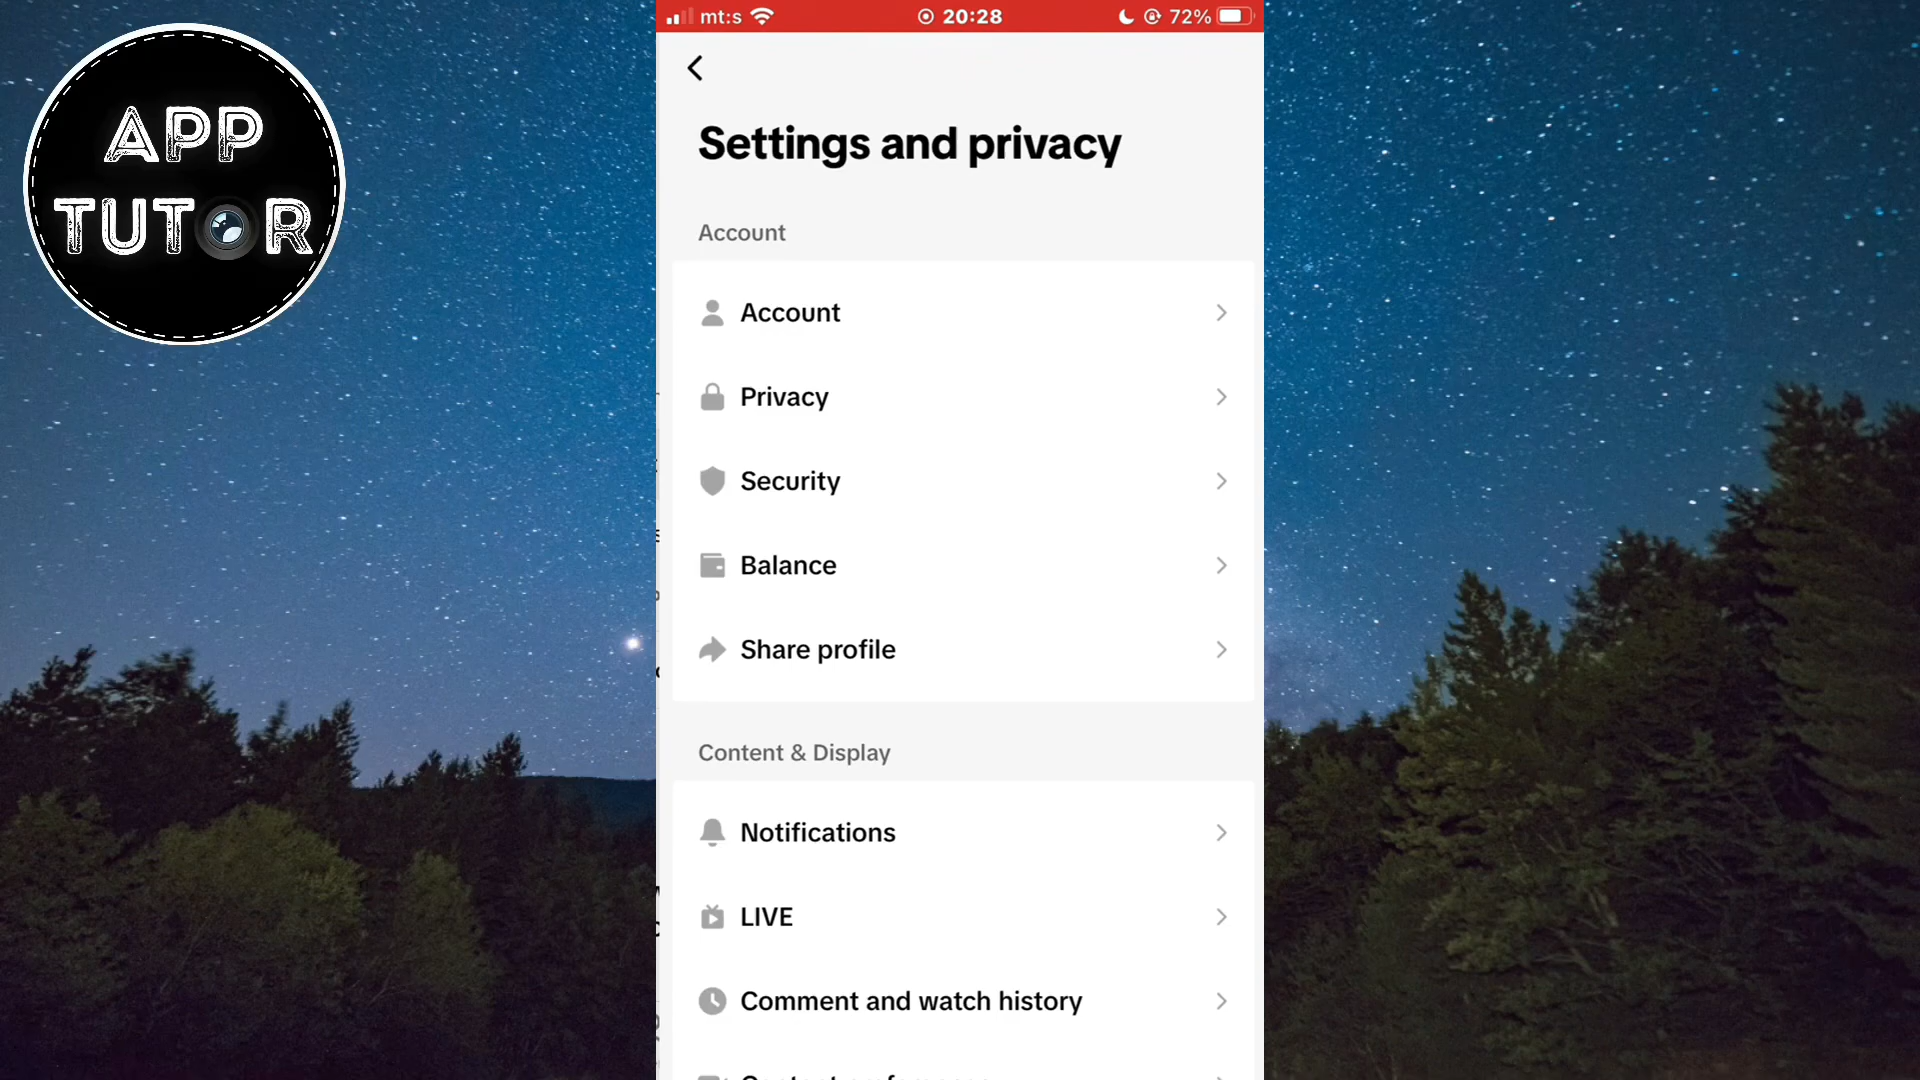 APP
TUTOR
mt:s 20:28 72%
Settings and privacy
Account
Account
Privacy
Security
Balance
Share profile
Content & Display
Notifications
LIVE
Comment and watch history